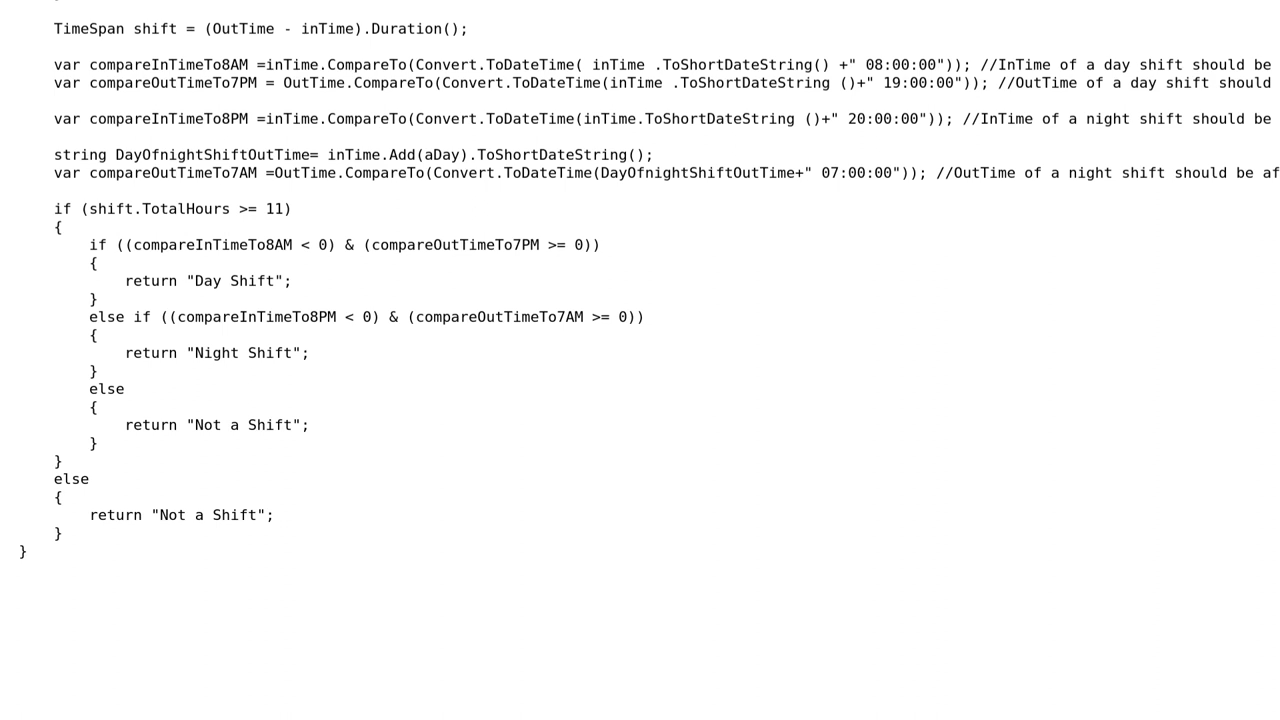 TimeSpan shift = (OutTime - inTime).Duration();
var compareInTimeTo8AM =inTime.CompareTo(Convert.ToDateTime( inTime .ToShortDateString() +" 08:00:00")); //InTime of a day shift should be
var compareOutTimeTo7PM = OutTime.CompareTo(Convert.ToDateTime(inTime .ToShortDateString ()+" 19:00:00")); //OutTime of a day shift should
var compareInTimeTo8PM =inTime.CompareTo(Convert.ToDateTime(inTime.ToShortDateString ()+" 20:00:00")); //InTime of a night shift should be
string DayOfnightShiftOutTime= inTime.Add(aDay).ToShortDateString();
var compareOutTimeTo7AM =OutTime.CompareTo(Convert.ToDateTime(DayOfnightShiftOutTime+" 07:00:00")); //OutTime of a night shift should be af
if (shift.TotalHours >= 11)
{
if ((compareInTimeTo8AM < 0) & (compareOutTimeTo7PM >= 0))
{
return "Day Shift";
}
else if ((compareInTimeTo8PM < 0) & (compareOutTimeTo7AM >= 0))
{
return "Night Shift";
}
else
{
return "Not a Shift";
}
}
else
{
return "Not a Shift";
}
}